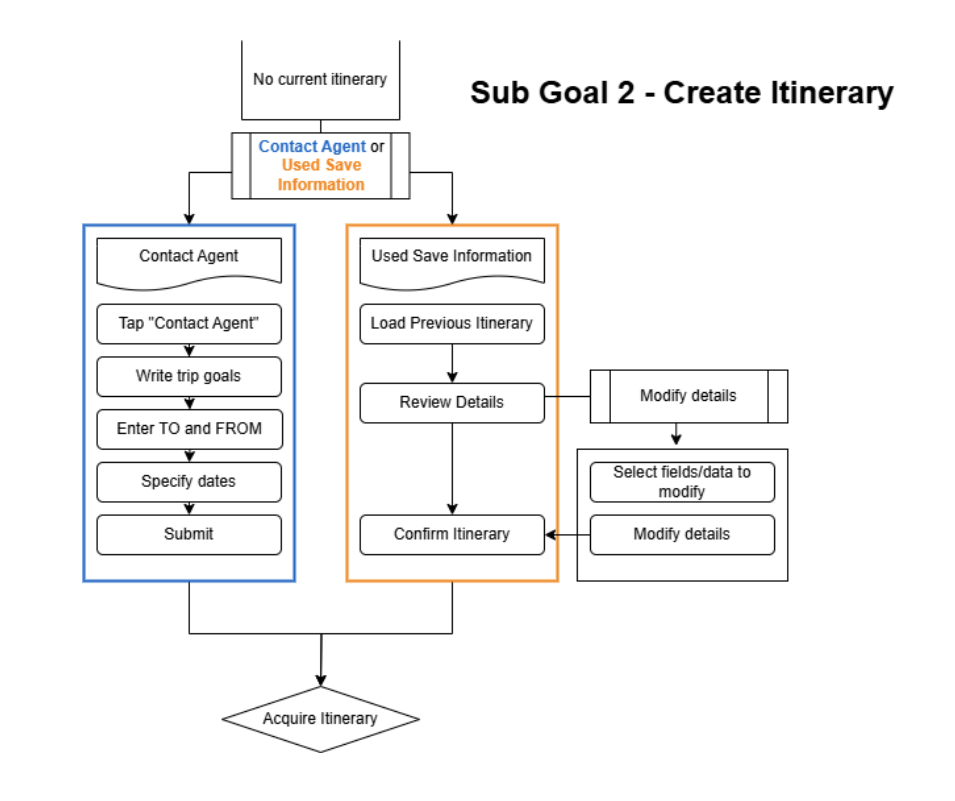 No current itinerary
Sub Goal 2 - Create Itinerary
Contact Agent or
Used Save
Information
Contact Agent
Tap "Contact Agent"
Write trip goals
Enter TO and FROM
Specify dates
Submit
Used Save Information
Load Previous Itinerary
Review Details
Confirm Itinerary
Modify details
Select fields/data to
modify
Modify details
Acquire Itinerary